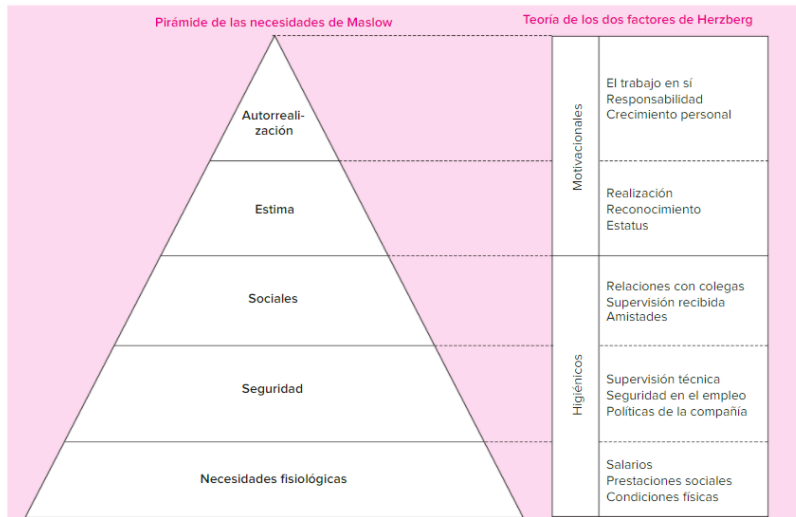 Pirámide de las necesidades de Maslow
Teoría de los dos factores de Herzberg
Autorreali-
zación
Estima
Sociales
Seguridad
Necesidades fisiológicas
Motivacionales
El trabajo en sí
Responsabilidad
Crecimiento personal
Realización
Reconocimiento
Estatus
Higiénicos
Relaciones con colegas
Supervisión recibida
Amistades
Supervisión técnica
Seguridad en el empleo
Políticas de la compañía
Salarios
Prestaciones sociales
Condiciones físicas